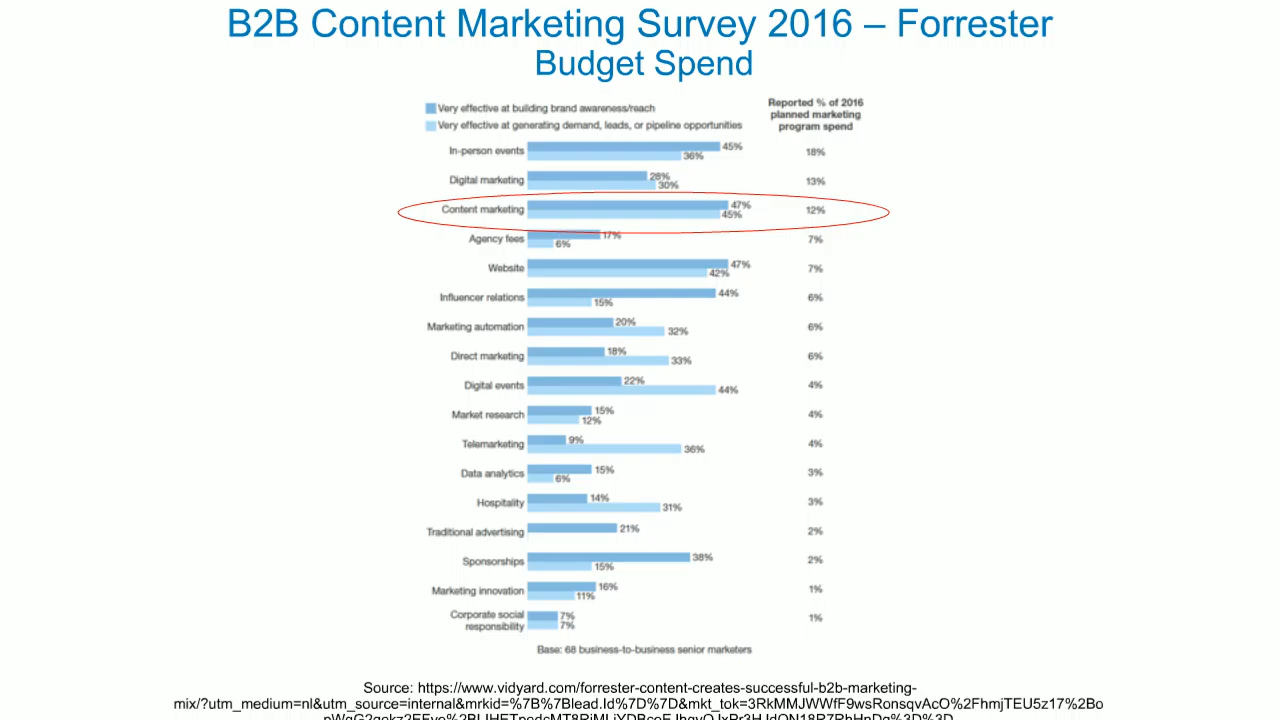 B2B Content Marketing Survey 2016 – Forrester
Budget Spend
Very effective at building brand awareness/reach
Very effective at generating demand, leads, or pipeline opportunities
Reported % of 2016
planned marketing
program spend
In-person events 45% 36% 18%
Digital marketing 28% 30% 13%
Content marketing 47% 45% 12%
Agency fees 17% 6% 7%
Website 47% 42% 7%
Influencer relations 44% 15% 6%
Marketing automation 20% 32% 6%
Direct marketing 18% 33% 6%
Digital events 22% 44% 4%
Market research 15% 12% 4%
Telemarketing 9% 36% 4%
Data analytics 15% 6% 3%
Hospitality 14% 31% 3%
Traditional advertising 21% 2%
Sponsorships 38% 15% 2%
Marketing innovation 16% 11% 1%
Corporate social
responsibility 7% 7% 1%
Base: 68 business-to-business senior marketers
Source: https://www.vidyard.com/forrester-content-creates-successful-b2b-marketing-
mix/?utm_medium=nl&utm_source=internal&mrkid=%7B%7Blead.Id%7D%7D&mkt_tok=3RkMMJWWfF9wsRonsqvAcO%2FhmjTEU5z17%2Bo